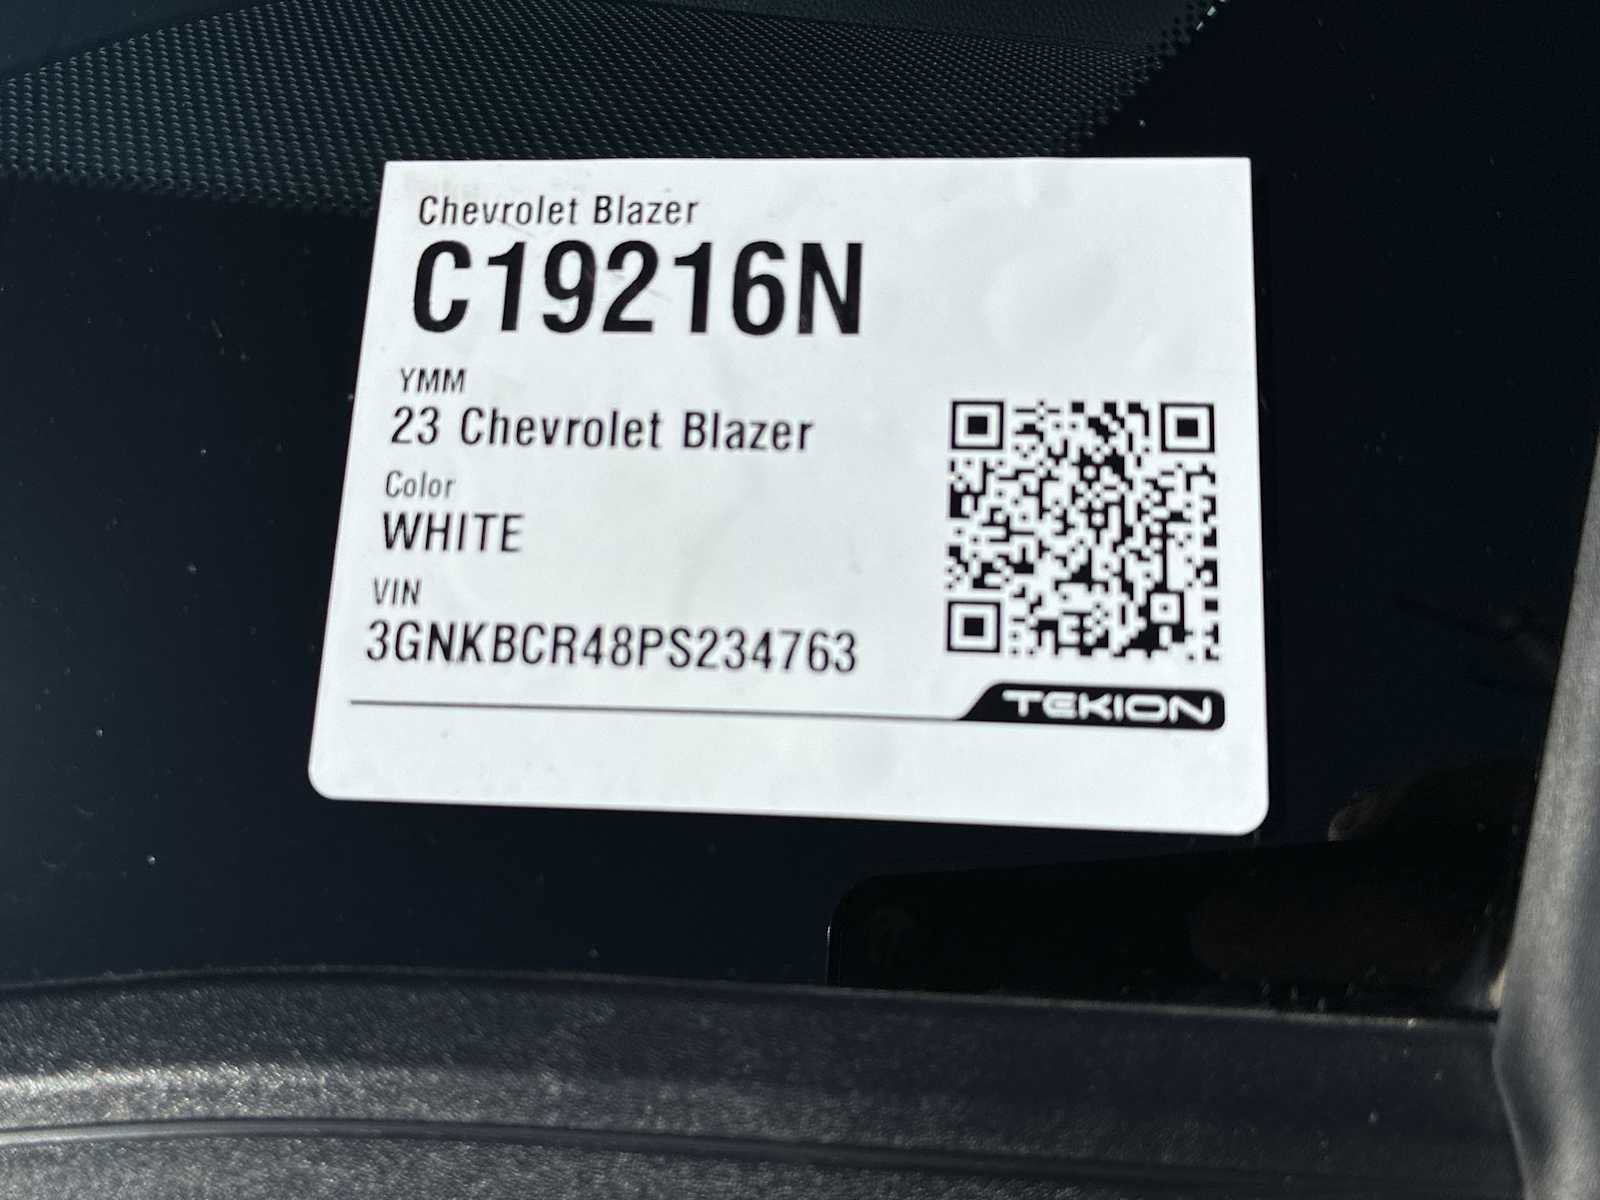 Chevrolet Blazer
C19216N
YMM
23 Chevrolet Blazer
Color
WHITE
VIN
3GNKBCR48PS234763
TEKION